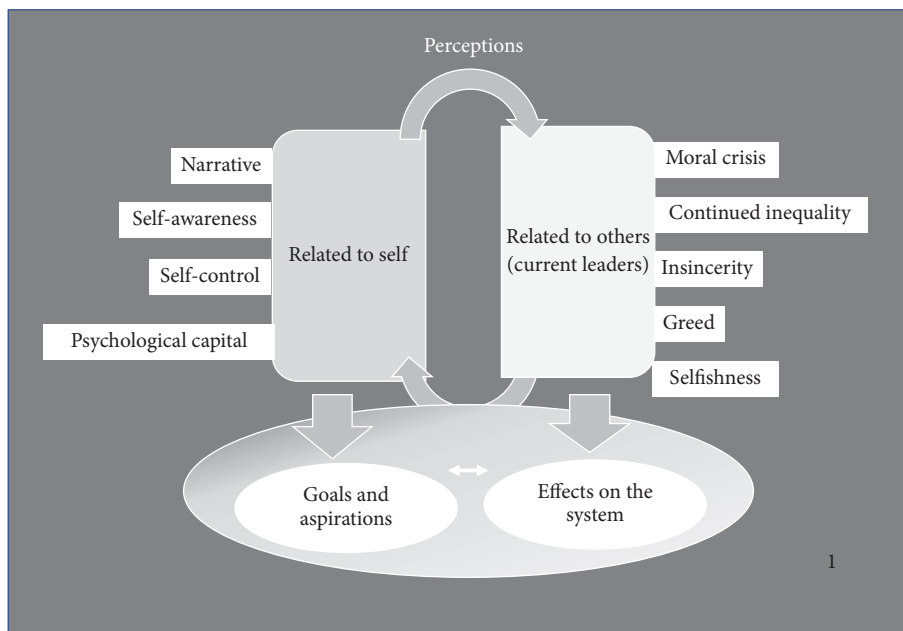 Perceptions
Narrative
Self-awareness
Self-control
Psychological capital
Related to self
Related to others
(current leaders)
Moral crisis
Continued inequality
Insincerity
Greed
Selfishness
Goals and
aspirations
Effects on the
system
1